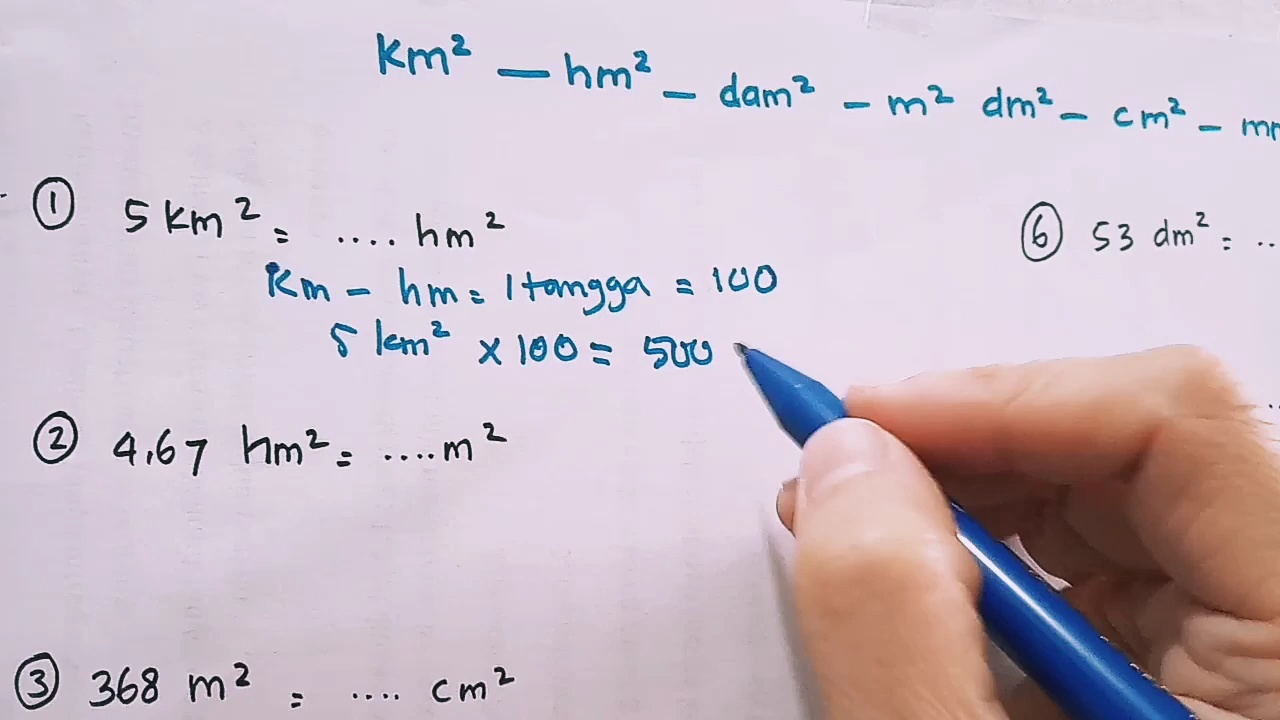 km² — hm² – dam² – m² dm² – cm² –
① 5 km² = .... hm²
km – hm = 1 tangga = 100
5 km² × 100 = 500
② 4,67 hm² = .... m²
③ 368 m² = .... cm²
⑥ 53 dm² = ..